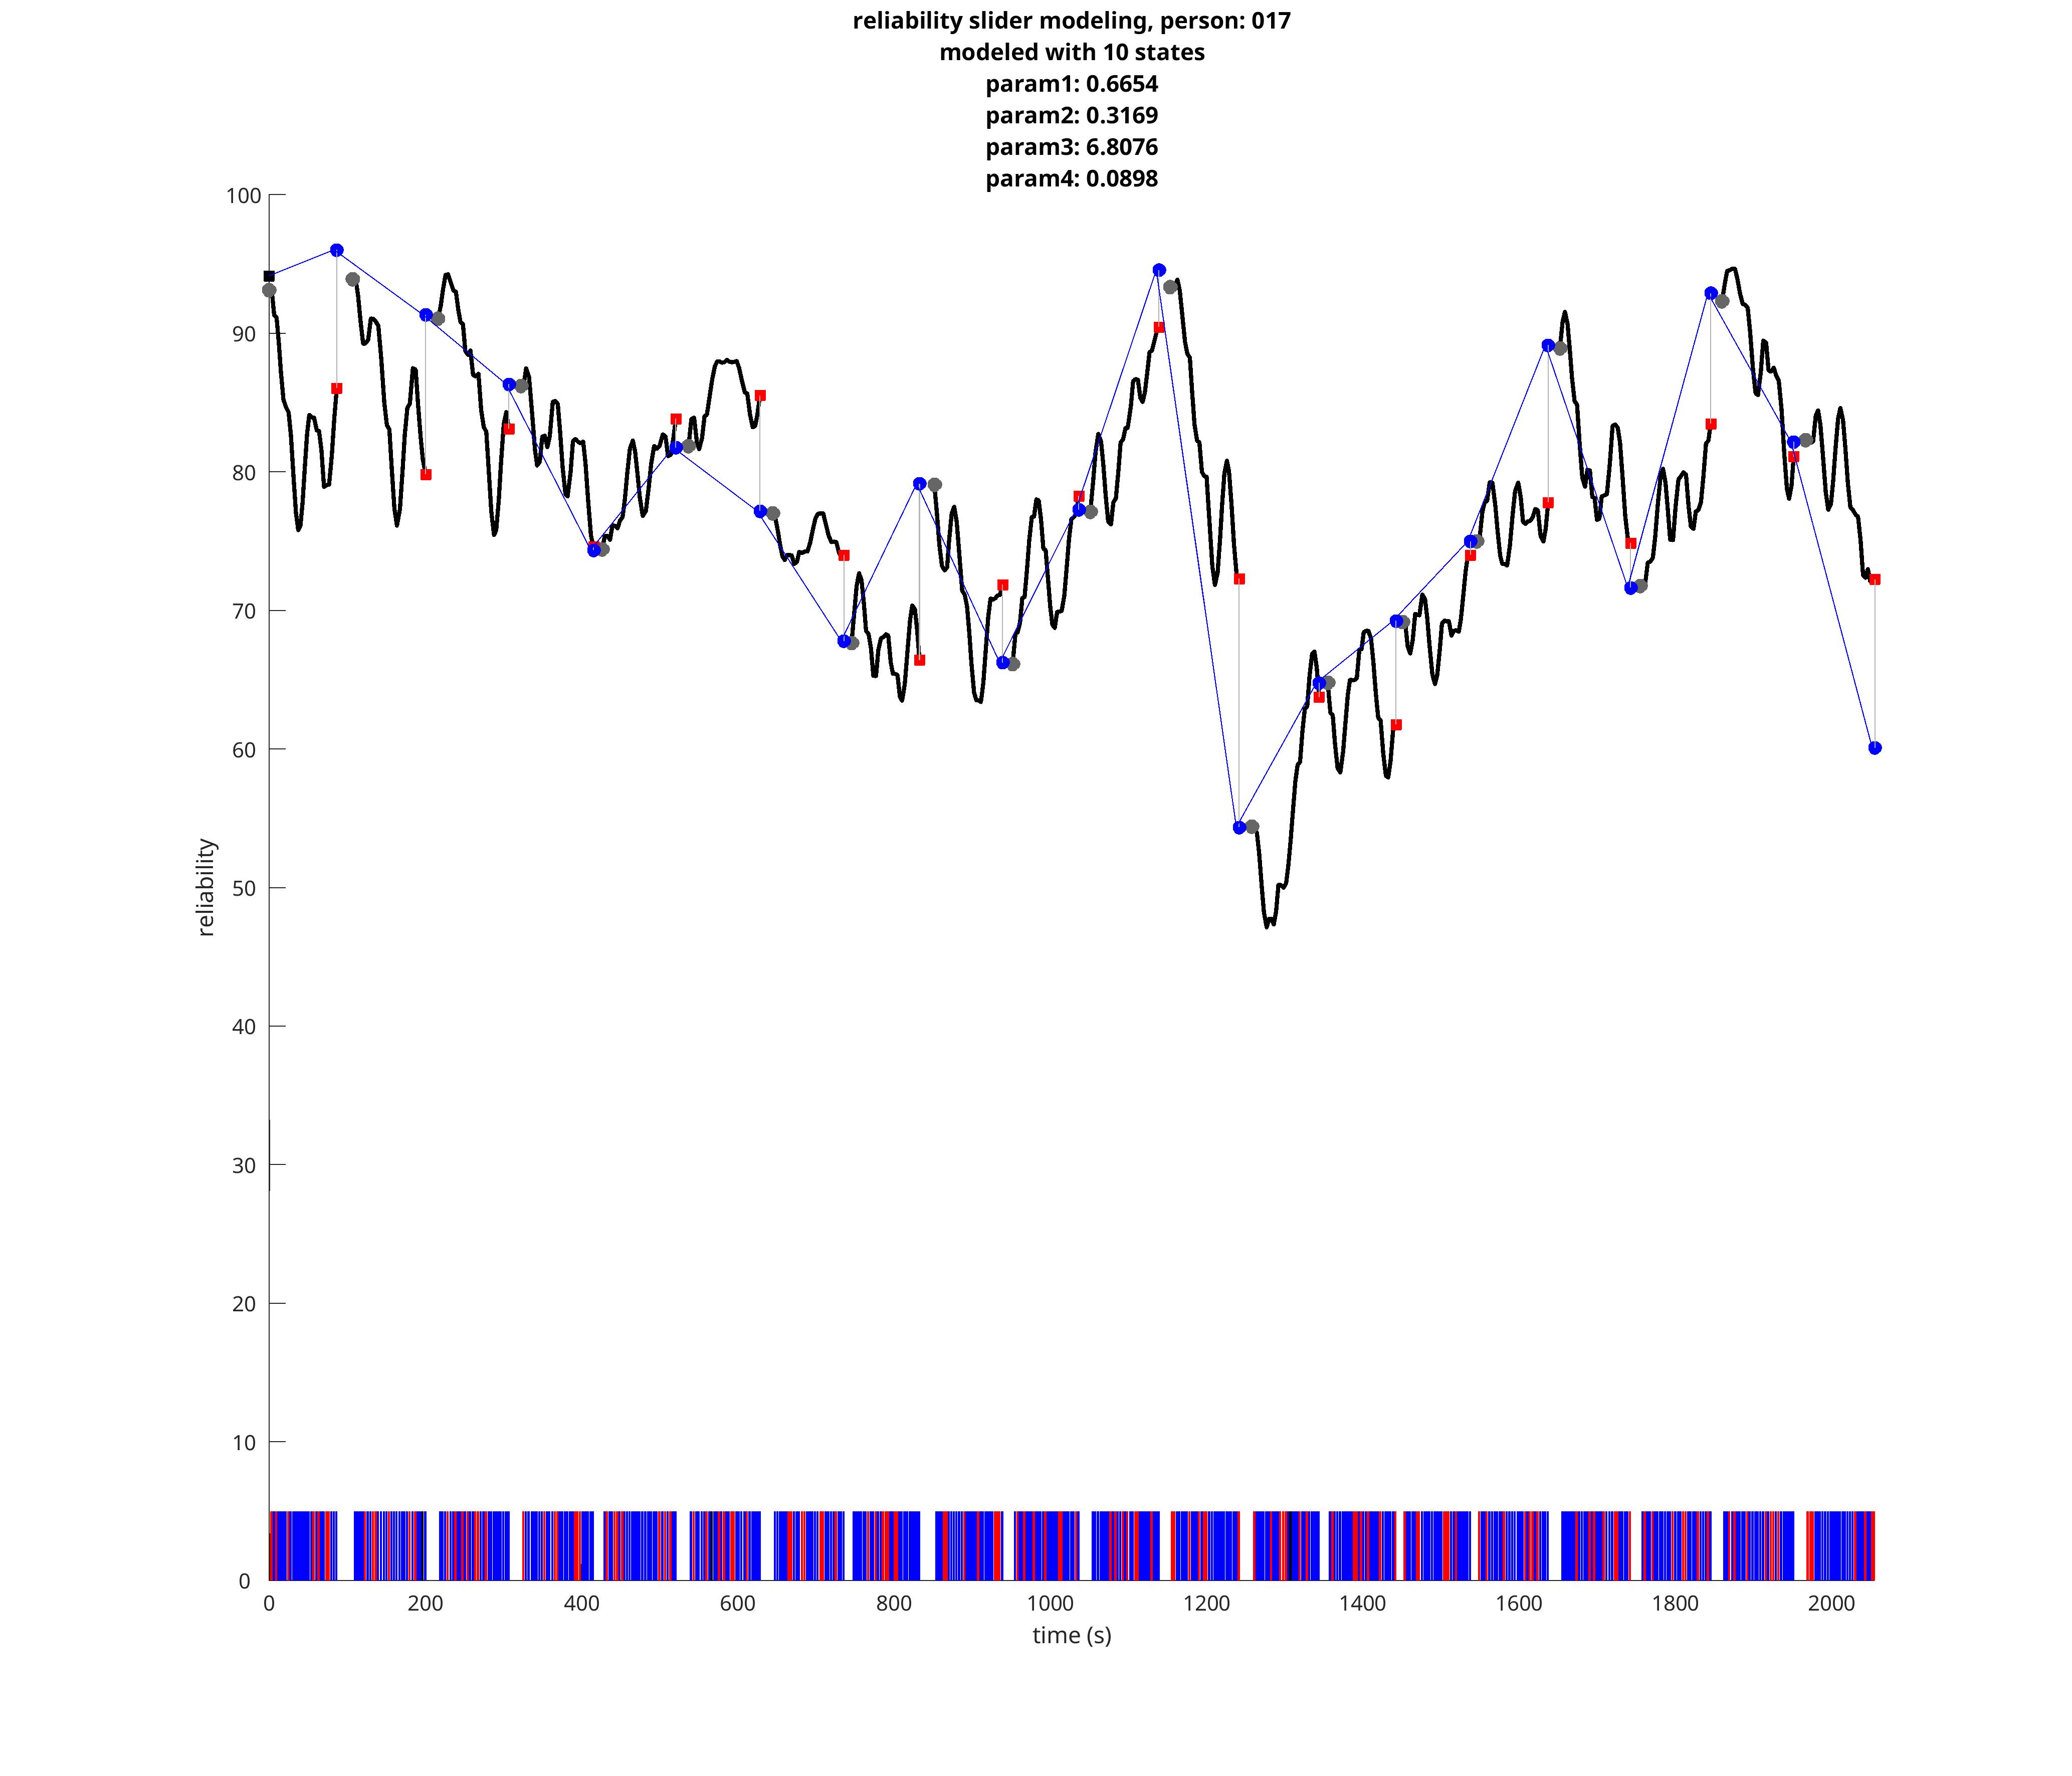 reliability slider modeling, person: 017
modeled with 10 states
param1: 0.6654
param2: 0.3169
param3: 6.8076
param4: 0.0898
100
90
80
70
60
50
40
30
20
10
0
reliability
0 200 400 600 800 1000 1200 1400 1600 1800 2000
time (s)